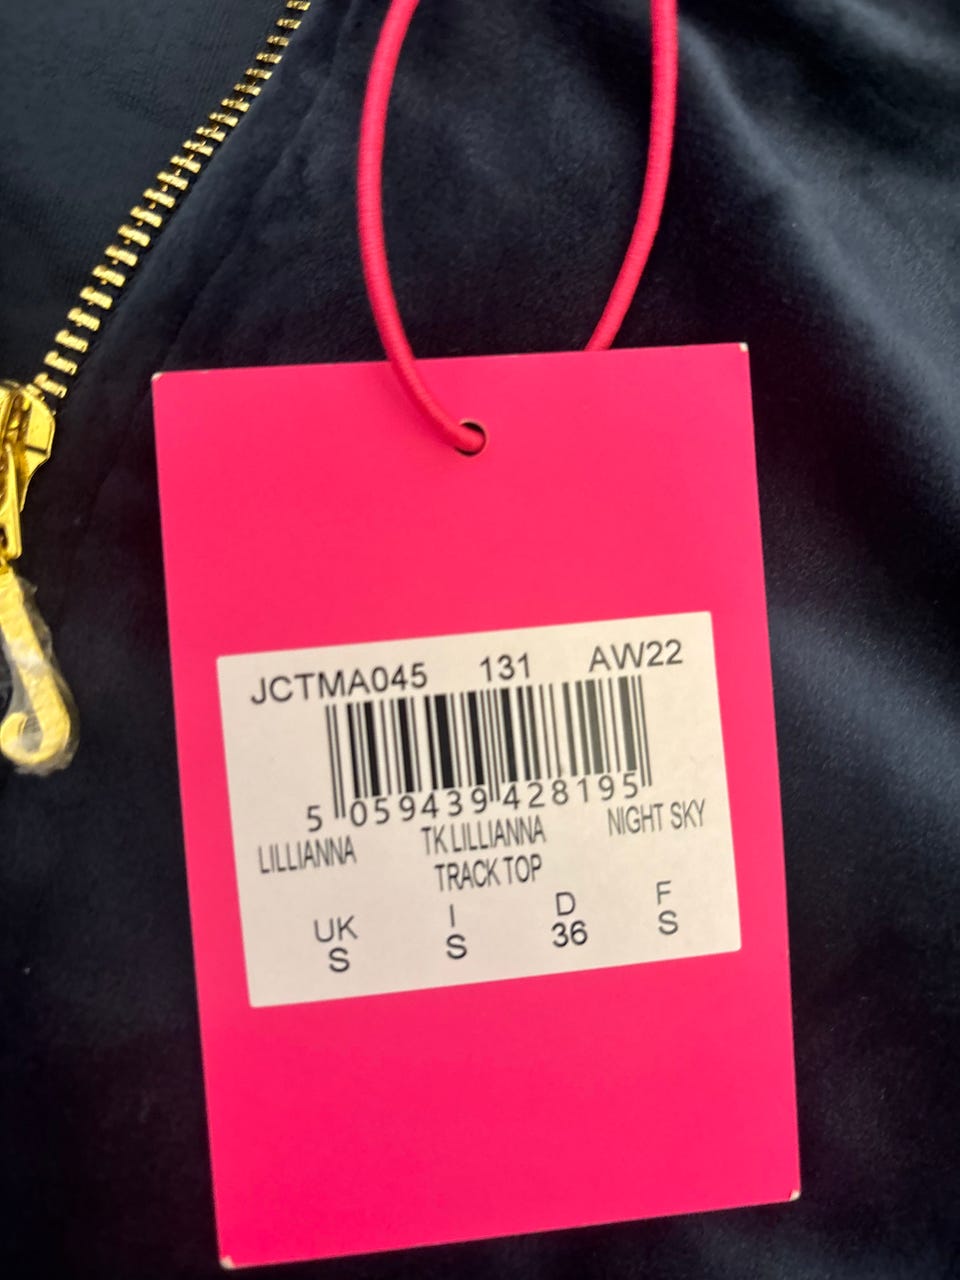 JCTMA045 131 AW22
5 059439 428195
LILLIANNA TK LILLIANNA NIGHT SKY
TRACK TOP
UK I D F
S S 36 S